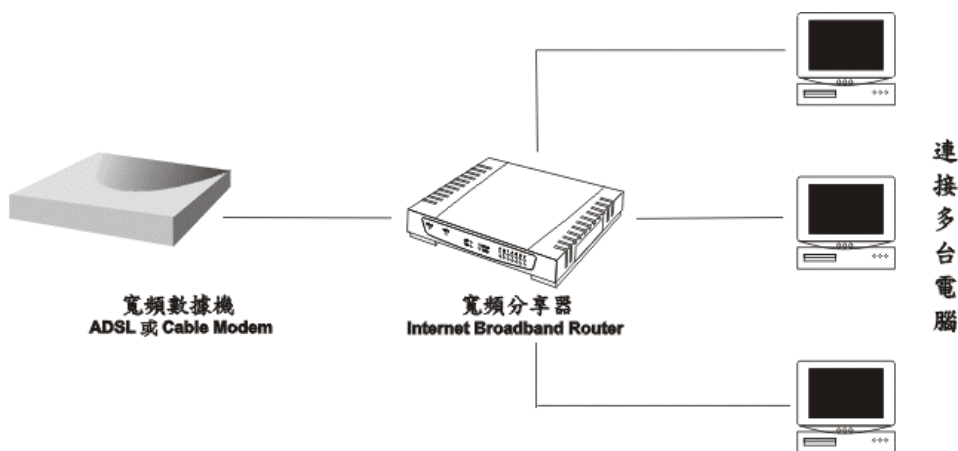 寬頻數據機
ADSL 或 Cable Modem
寬頻分享器
Internet Broadband Router
連接多台電腦